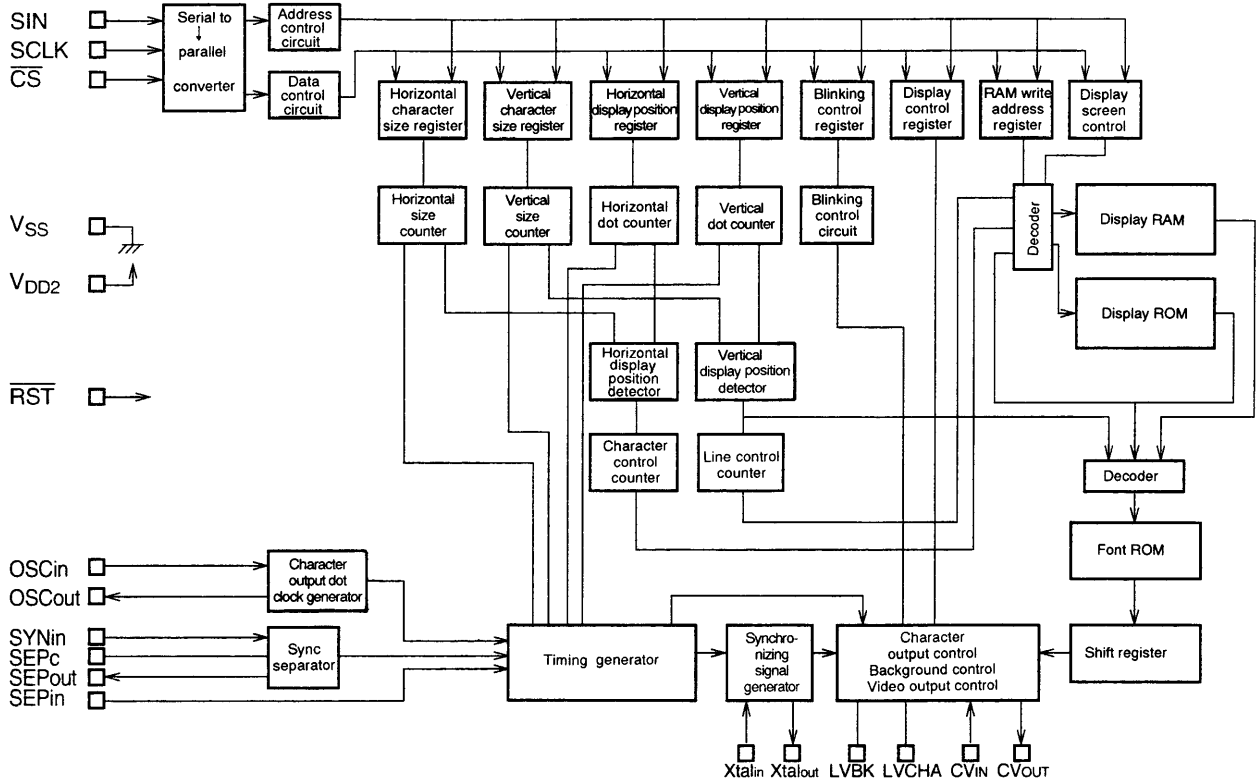 SIN
SCLK
CS
Serial to
↓
parallel
converter
Address
control
circuit
Data
control
circuit
Horizontal
character
size register
Vertical
character
size register
Horizontal
display position
register
Vertical
display position
register
Blinking
control
register
Display
control
register
RAM write
address
register
Display
screen
control
Horizontal
size
counter
Vertical
size
counter
Horizontal
dot counter
Vertical
dot counter
Blinking
control
circuit
Decoder
Display RAM
Display ROM
VSS
VDD2
RST
Horizontal
display
position
detector
Vertical
display position
detector
Character
control
counter
Line control
counter
Decoder
Font ROM
Shift register
OSCin
OSCout
SYNin
SEPc
SEPout
SEPin
Character
output dot
clock generator
Sync
separator
Timing generator
Synchro-
nizing
signal
generator
Character
output control
Background control
Video output control
Xtalin
Xtalout
LVBK
LVCHA
CVIN
CVOUT